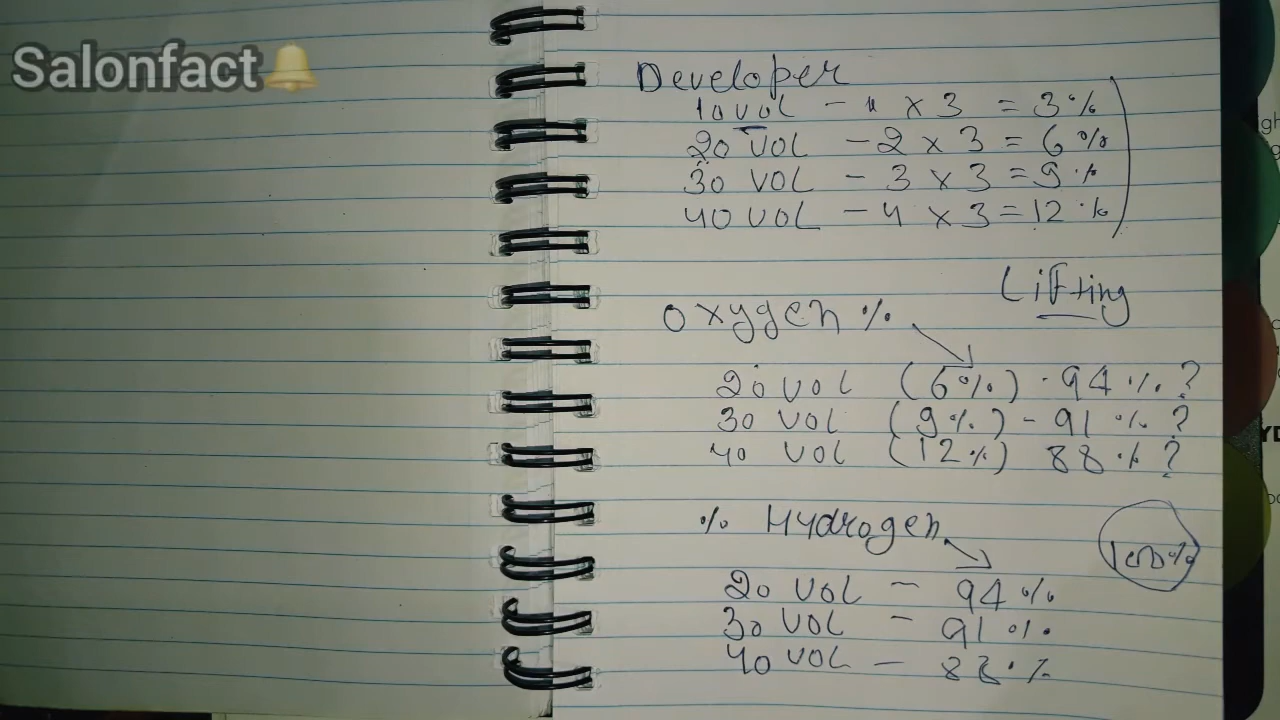 Salonfact
Developer
10 VOL - 1 x 3 = 3%
20 VOL - 2 x 3 = 6%
30 VOL - 3 x 3 = 9%
40 VOL - 4 x 3 = 12%
Lifting
Oxygen %
20 VOL (6%) - 94%?
30 VOL (9%) - 91%?
40 VOL (12%) 88%?
% Hydrogen
100%
20 VOL - 94%
30 VOL - 91%
40 VOL - 88%